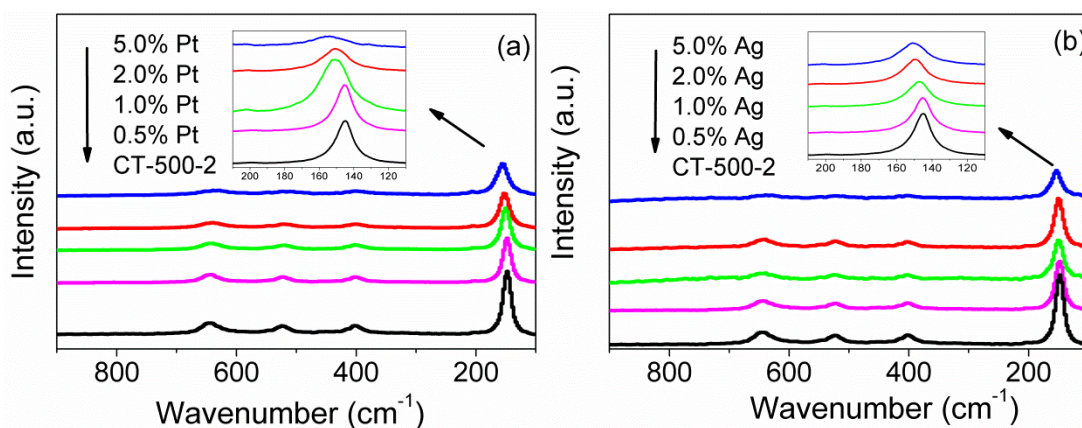 (a)
5.0% Pt
2.0% Pt
1.0% Pt
0.5% Pt
CT-500-2
200 180 160 140 120
Intensity (a.u.)
800 600 400 200
Wavenumber (cm-1)
(b)
5.0% Ag
2.0% Ag
1.0% Ag
0.5% Ag
CT-500-2
200 180 160 140 120
Intensity (a.u.)
800 600 400 200
Wavenumber (cm-1)